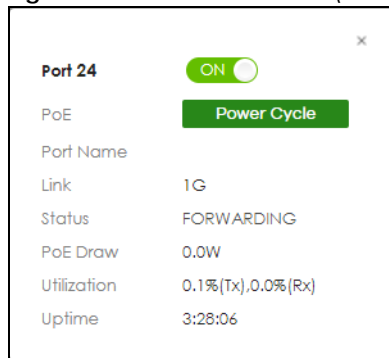 ×
Port 24 ON
PoE Power Cycle
Port Name
Link 1G
Status FORWARDING
PoE Draw 0.0W
Utilization 0.1%(Tx),0.0%(Rx)
Uptime 3:28:06